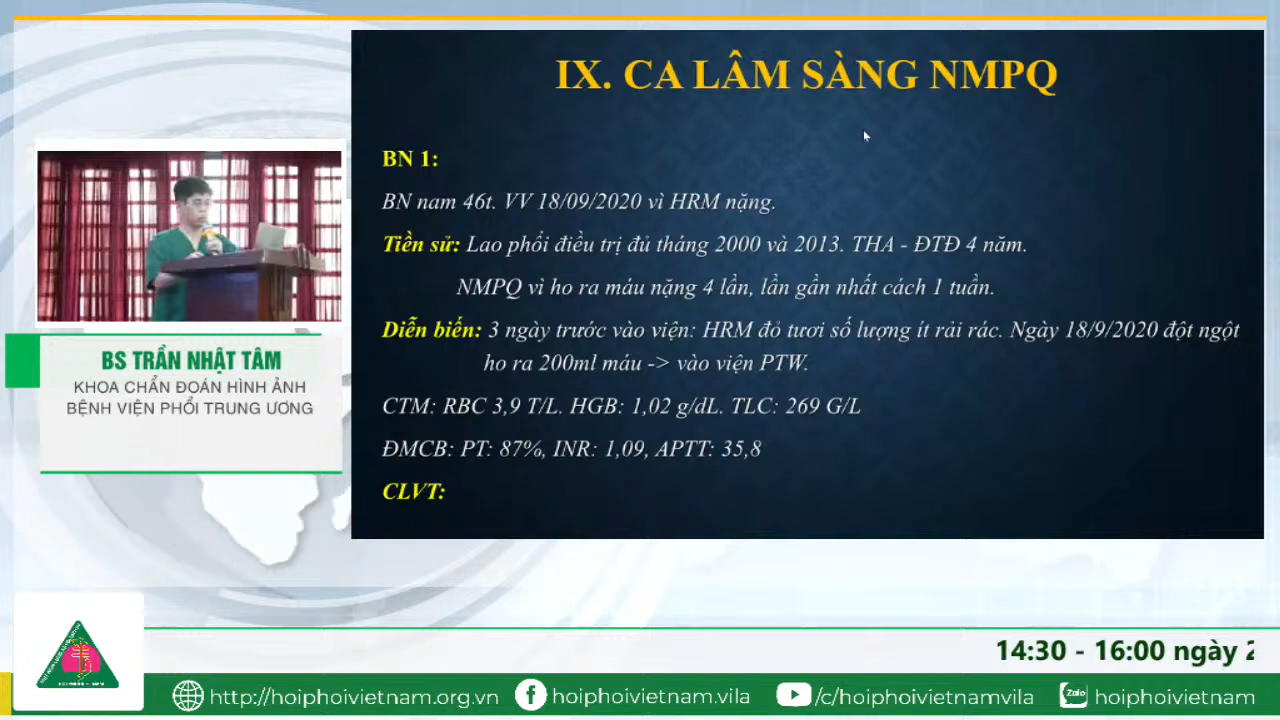 IX. CA LÂM SÀNG NMPQ
BN 1:
BN nam 46t. VV 18/09/2020 vì HRM nặng.
Tiền sử: Lao phổi điều trị đủ tháng 2000 và 2013. THA - ĐTĐ 4 năm.
NMPQ vì ho ra máu nặng 4 lần, lần gần nhất cách 1 tuần.
Diễn biến: 3 ngày trước vào viện: HRM đỏ tươi số lượng ít rải rác. Ngày 18/9/2020 đột ngột
ho ra 200ml máu -> vào viện PTW.
CTM: RBC 3,9 T/L. HGB: 1,02 g/dL. TLC: 269 G/L
ĐMCB: PT: 87%, INR: 1,09, APTT: 35,8
CLVT:
BS TRẦN NHẬT TÂM
KHOA CHẨN ĐOÁN HÌNH ẢNH
BỆNH VIỆN PHỔI TRUNG ƯƠNG
14:30 - 16:00 ngày
http://hoiphoivietnam.org.vn
hoiphoivietnam.vila
/c/hoiphoivietnamvila
Zalo
hoiphoivietnam